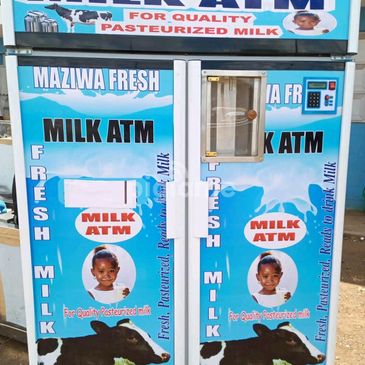 MILK ATM
FOR QUALITY
PASTEURIZED MILK
MAZIWA FRESH
MILK ATM
FRESH MILK
Fresh, Pasteurized, Ready to drink Milk
MILK
ATM
For Quality Pasteurized milk
MAZIWA FR
MILK ATM
FRESH MILK
Fresh, Pasteurized, Ready to drink Milk
MILK
ATM
For Quality Pasteurized milk